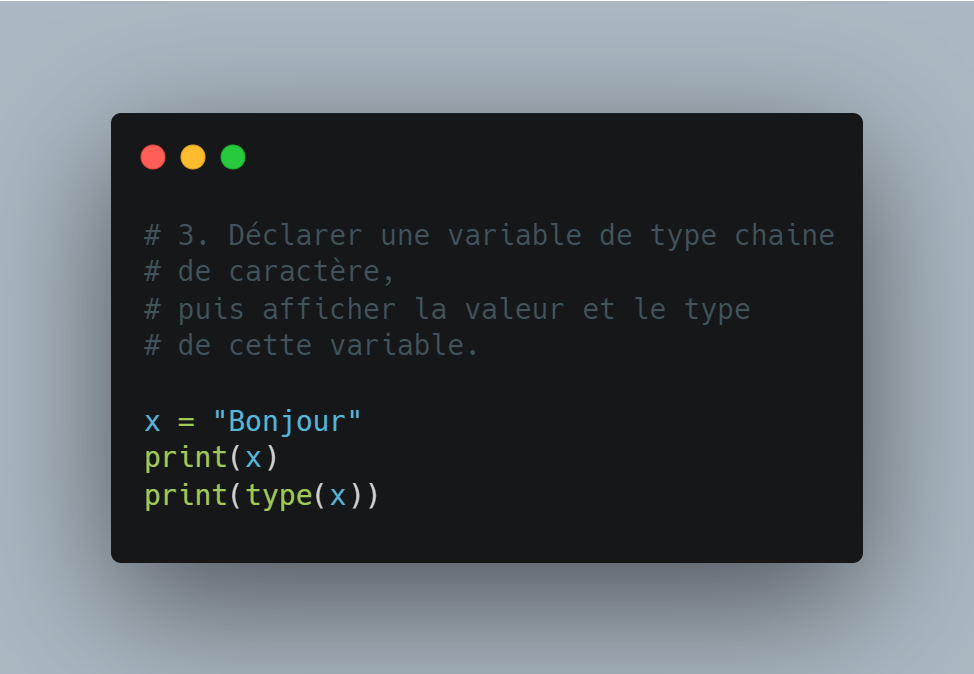 # 3. Déclarer une variable de type chaine
# de caractère,
# puis afficher la valeur et le type
# de cette variable.
x = "Bonjour"
print(x)
print(type(x))